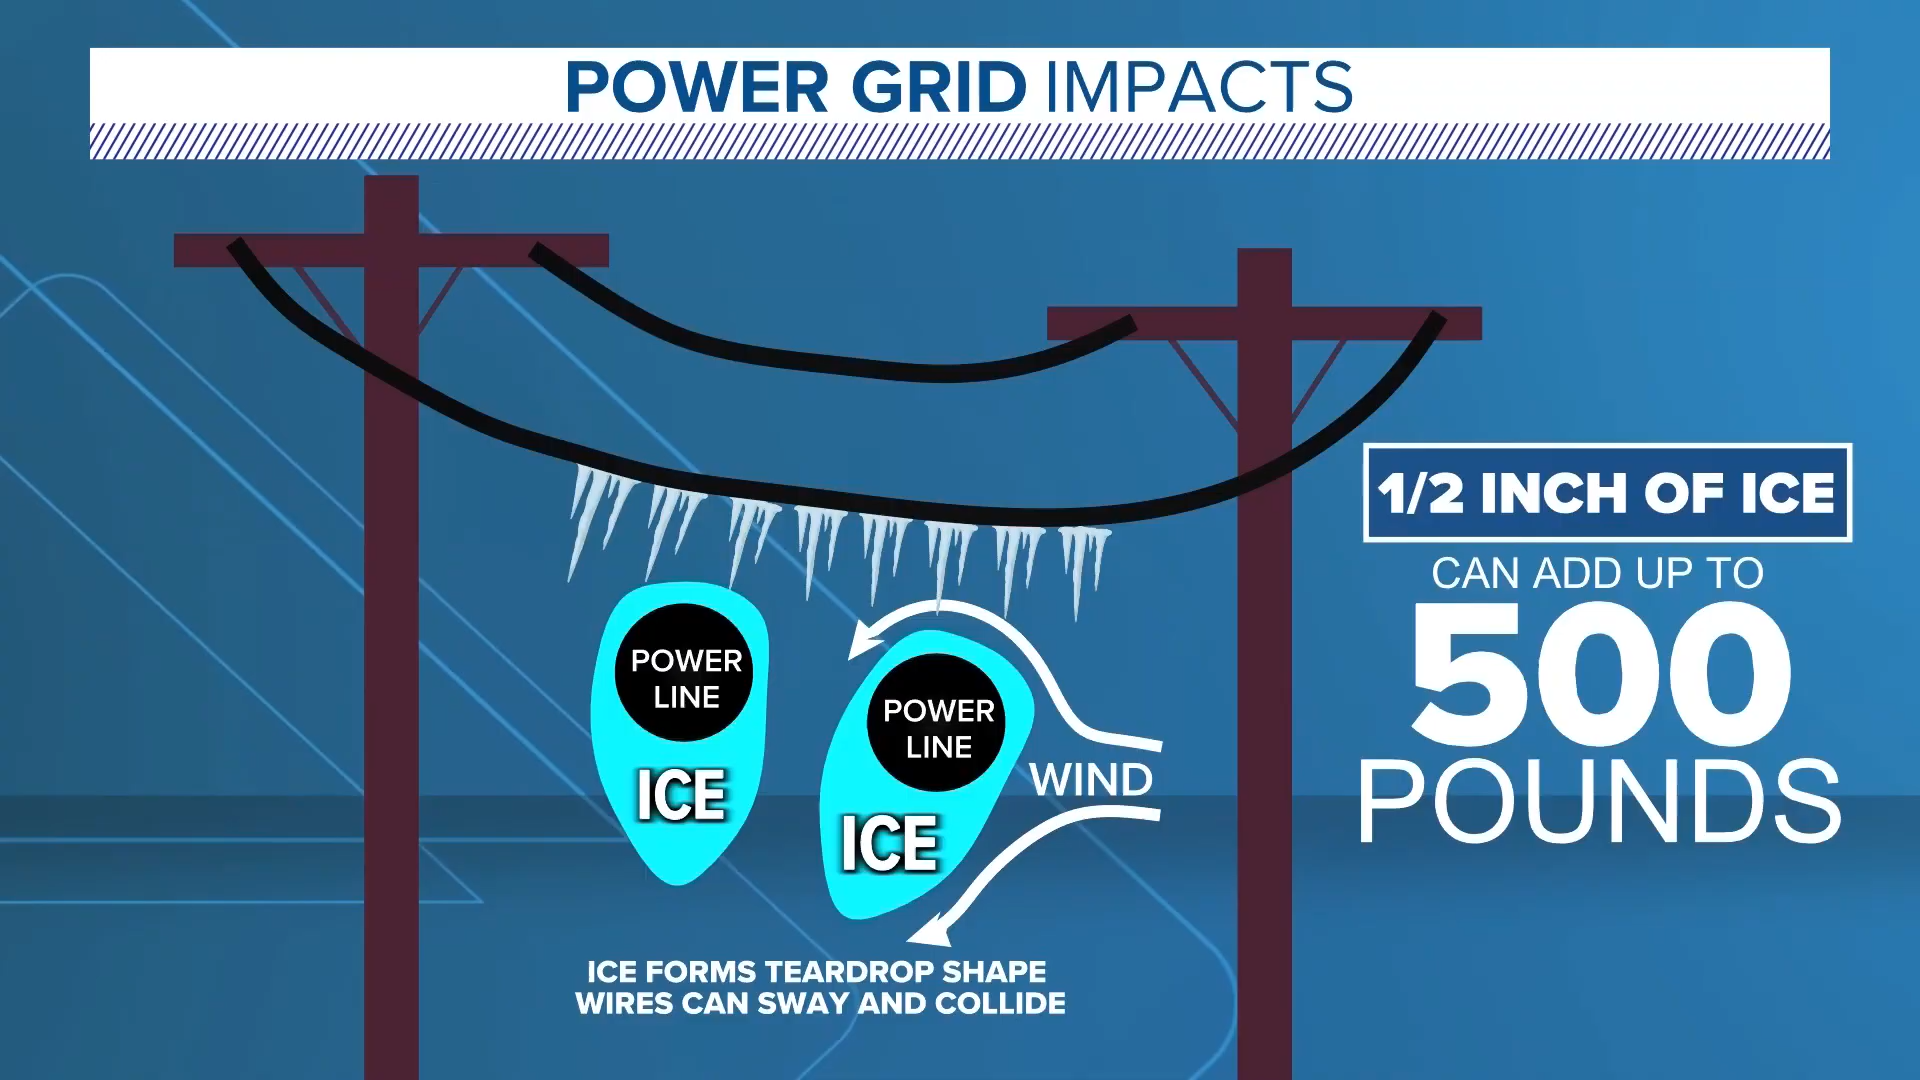 POWER GRID IMPACTS
1/2 INCH OF ICE
CAN ADD UP TO
500
POUNDS
POWER
LINE
ICE
POWER
LINE
ICE
WIND
ICE FORMS TEARDROP SHAPE
WIRES CAN SWAY AND COLLIDE